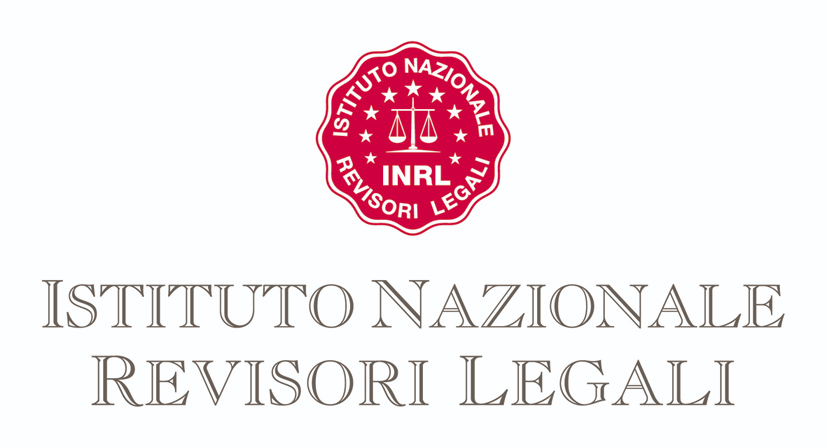 ISTITUTO NAZIONALE
INRL
REVISORI LEGALI
ISTITUTO NAZIONALE
REVISORI LEGALI